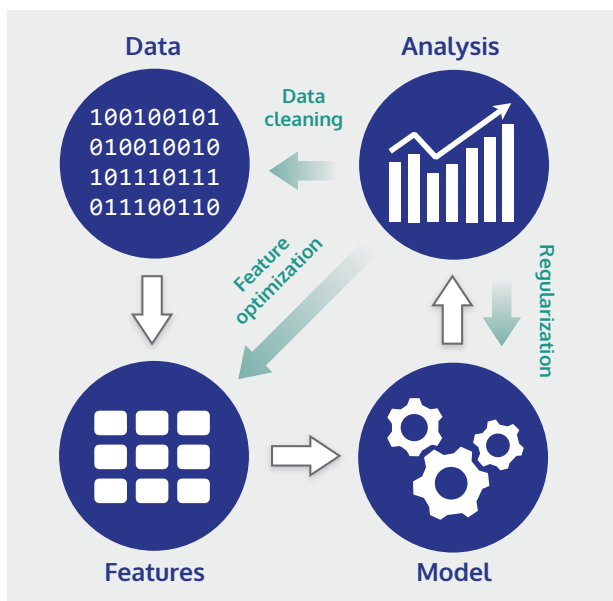 Data
Analysis
100100101
010010010
101110111
011100110
Data
cleaning
Feature
optimization
Regularization
Features
Model